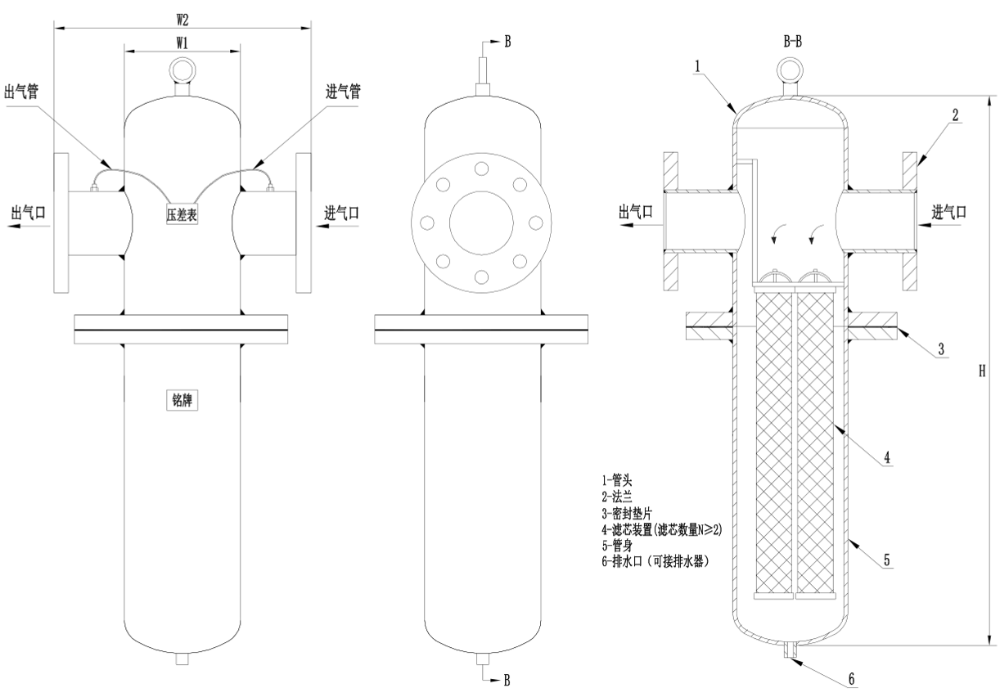 W2
W1
出气管
进气管
出气口
压差表
进气口
铭牌
B
B
B-B
1
2
出气口
进气口
3
H
4
5
6
1-管头
2-法兰
3-密封垫片
4-滤芯装置(滤芯数量N≥2)
5-管身
6-排水口（可接排水器）